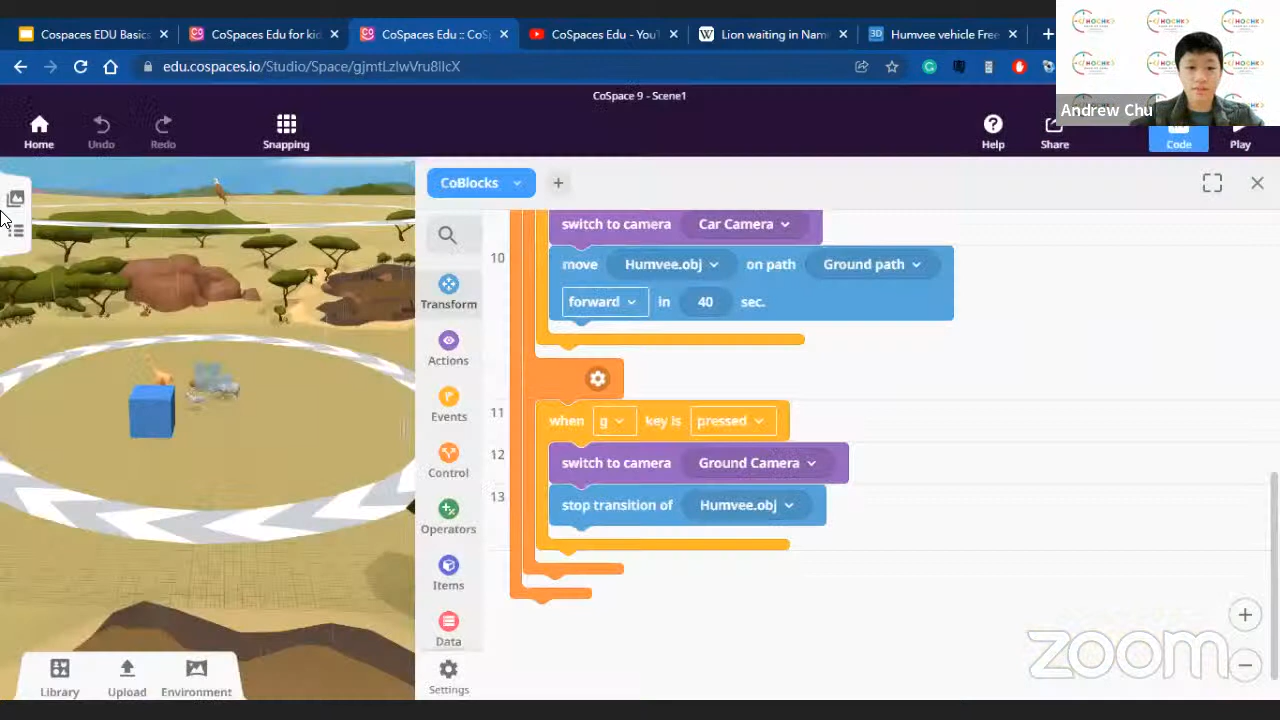 Cospaces EDU Basics
CoSpaces Edu for kid
CoSpaces Edu :: CoS
CoSpaces Edu - YouT
Lion waiting in Nam
Humvee vehicle Free
edu.cospaces.io/Studio/Space/gjmtLzlwVru8lIcX
Andrew Chu
CoSpace 9 - Scene1
Home
Undo
Redo
Snapping
Help
Share
Code
Play
CoBlocks
switch to camera Car Camera
10
move Humvee.obj on path Ground path
forward in 40 sec.
Transform
Actions
Events
Control
Operators
Items
Data
Settings
11
when g key is pressed
12
switch to camera Ground Camera
13
stop transition of Humvee.obj
Library
Upload
Environment
zoom